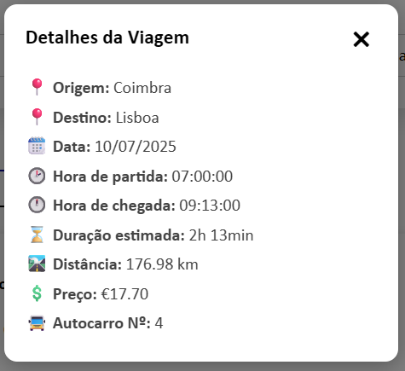 Detalhes da Viagem
Origem: Coimbra
Destino: Lisboa
Data: 10/07/2025
Hora de partida: 07:00:00
Hora de chegada: 09:13:00
Duração estimada: 2h 13min
Distância: 176.98 km
Preço: €17.70
Autocarro Nº: 4